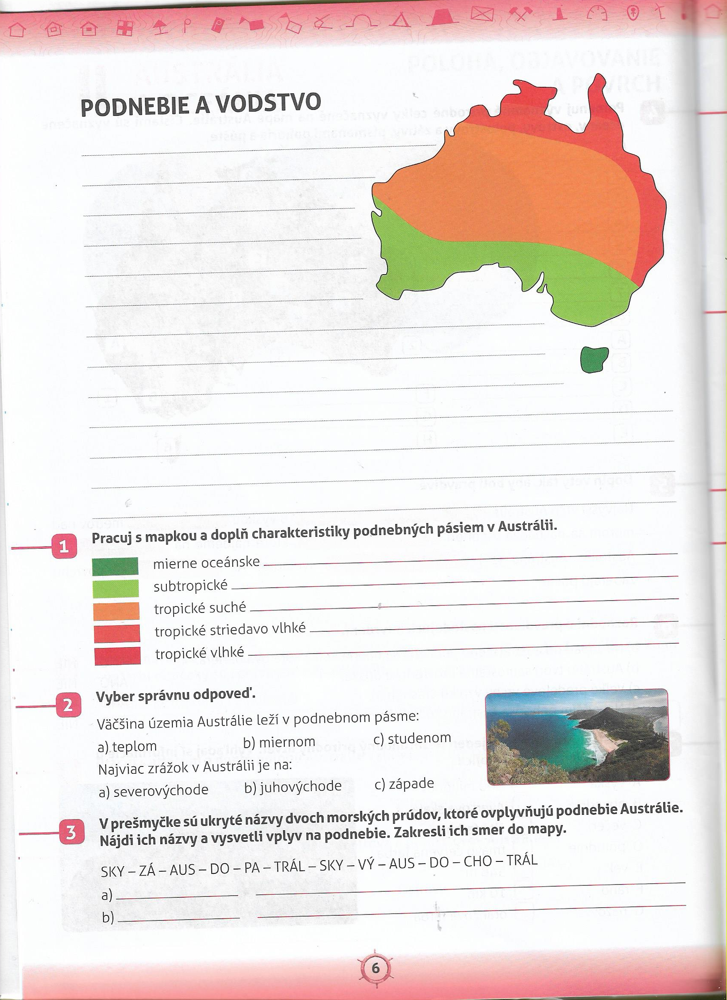 PODNEBIE A VODSTVO
1
Pracuj s mapkou a doplň charakteristiky podnebných pásiem v Austrálii.
mierne oceánske
subtropické
tropické suché
tropické striedavo vlhké
tropické vlhké
2
Vyber správnu odpoveď.
Väčšina územia Austrálie leží v podnebnom pásme:
a) teplom b) miernom c) studenom
Najviac zrážok v Austrálii je na:
a) severovýchode b) juhovýchode c) západe
3
V prešmyčke sú ukryté názvy dvoch morských prúdov, ktoré ovplyvňujú podnebie Austrálie.
Nájdi ich názvy a vysvetli vplyv na podnebie. Zakresli ich smer do mapy.
SKY – ZÁ – AUS – DO – PA – TRÁL – SKY – VÝ – AUS – DO – CHO – TRÁL
a)
b)
6